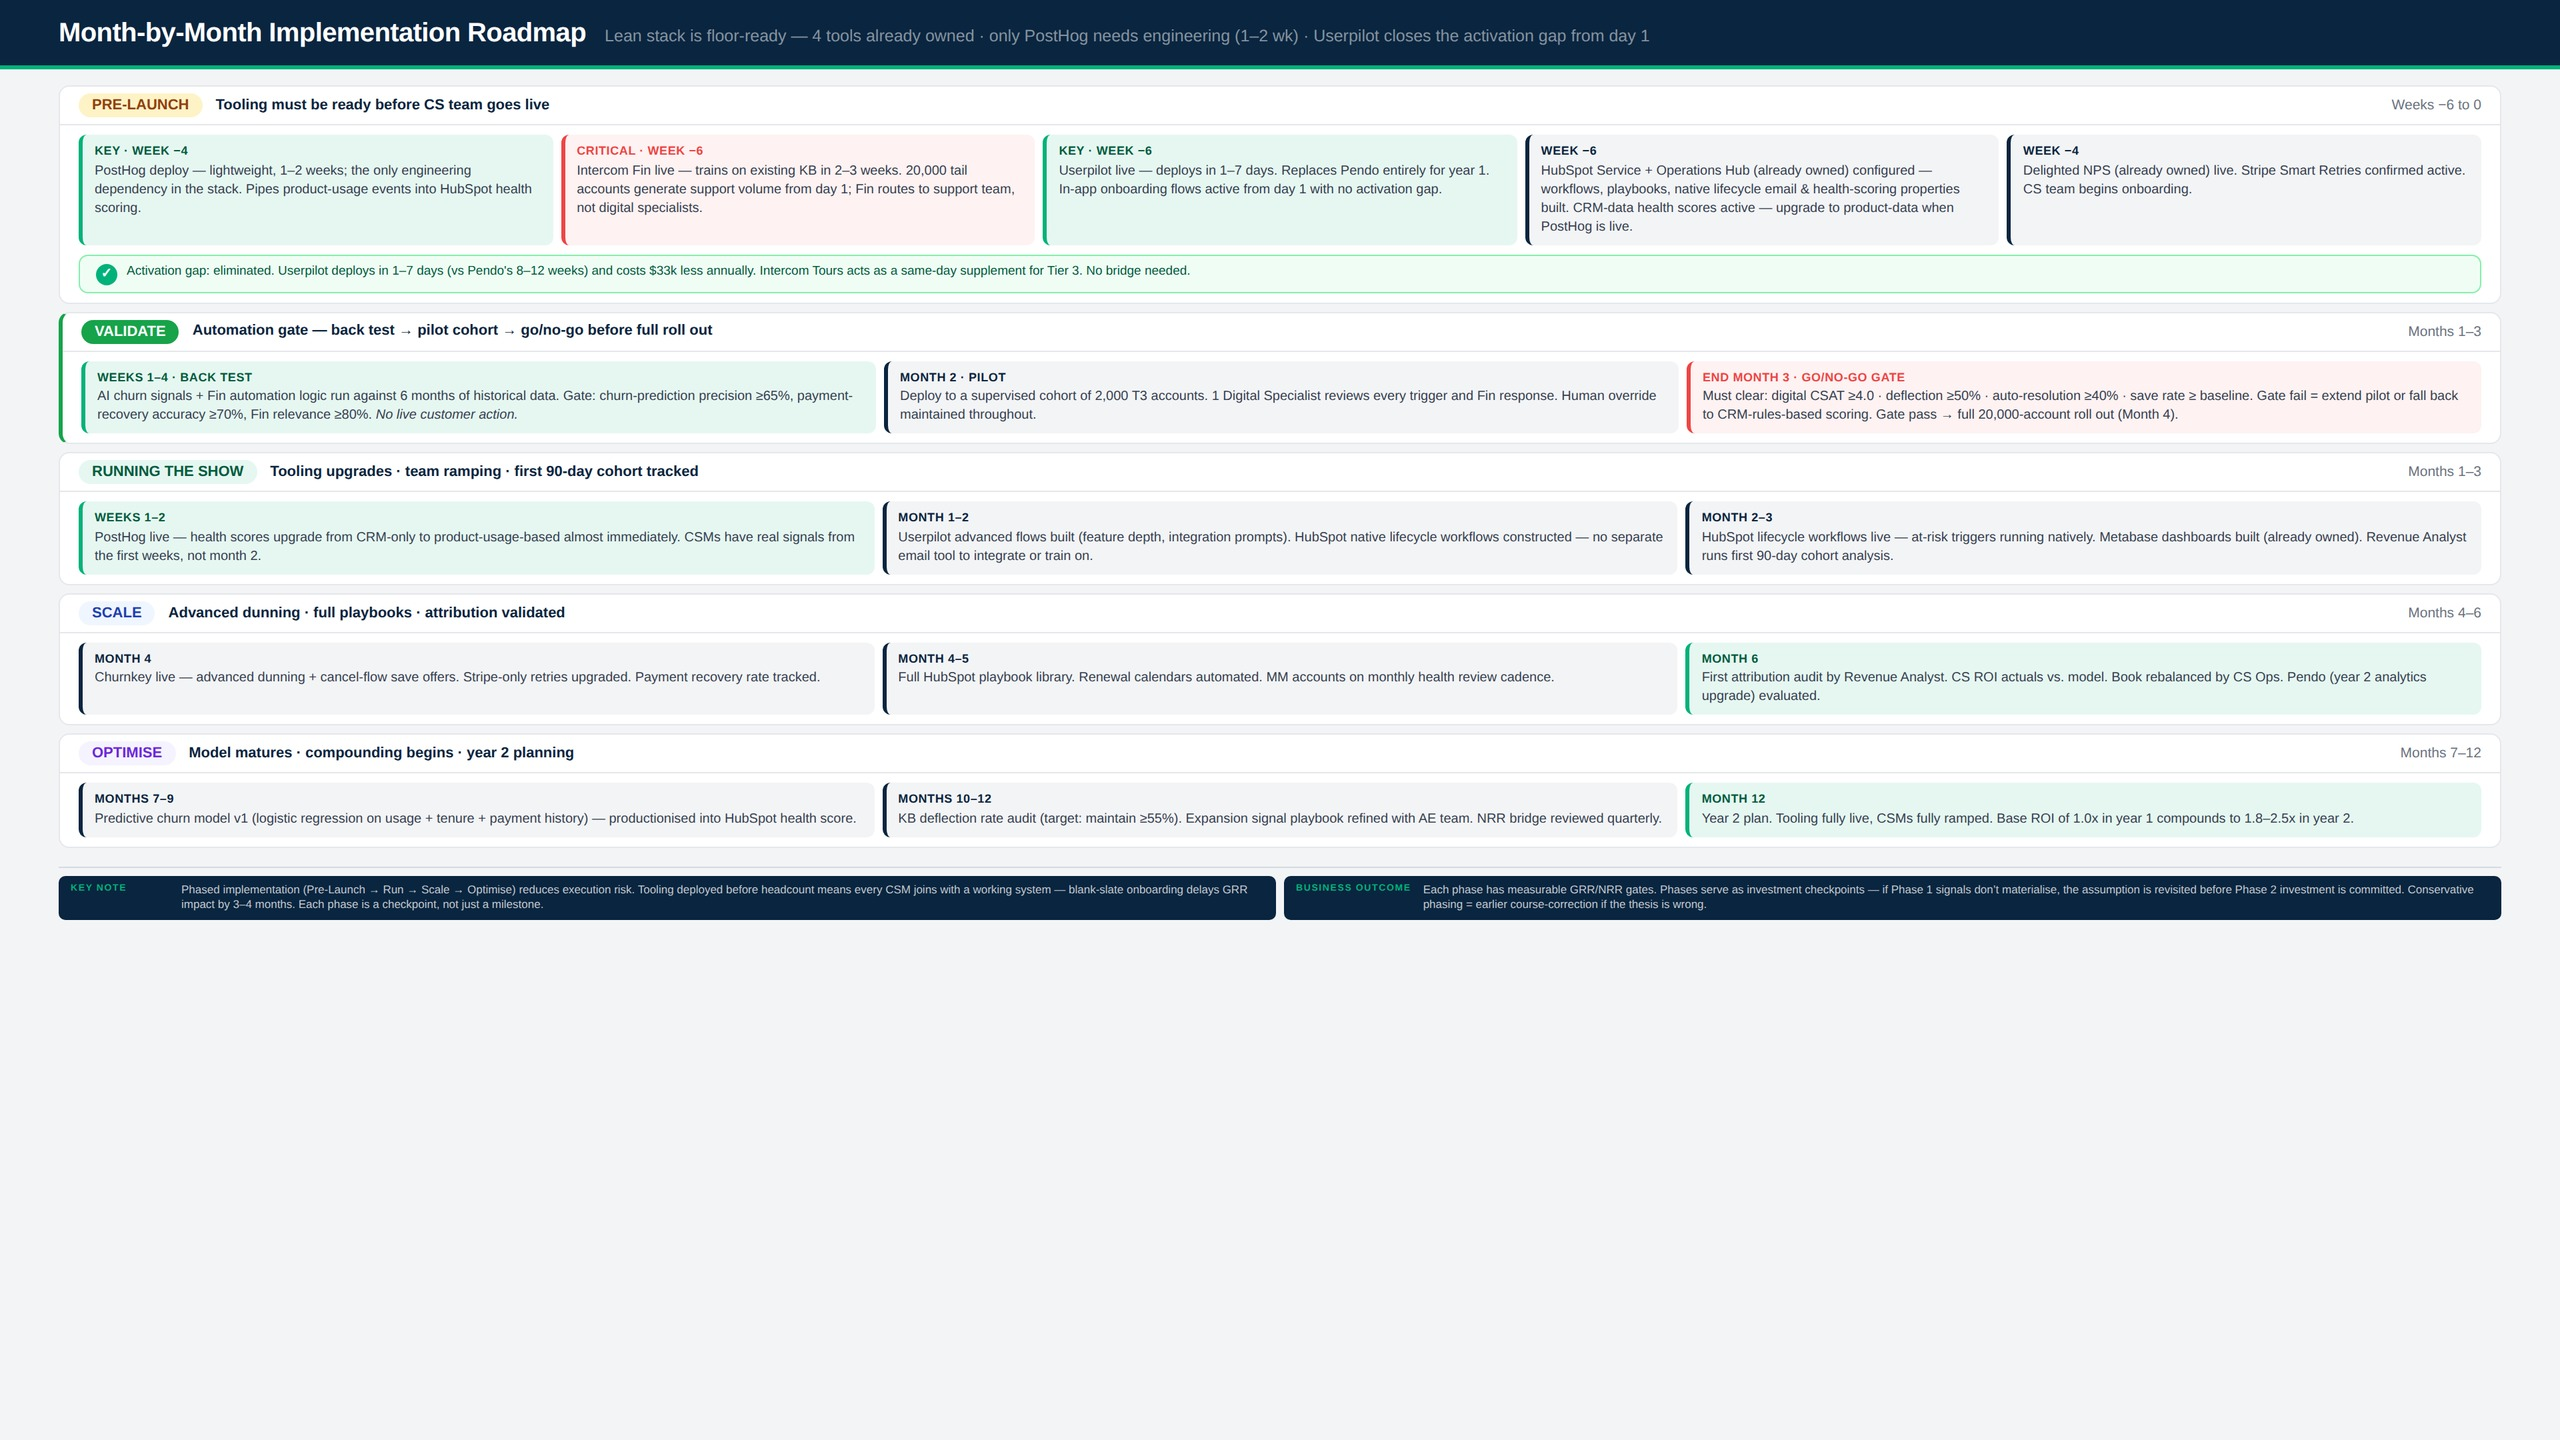 Month-by-Month Implementation Roadmap
Lean stack is floor-ready — 4 tools already owned · only PostHog needs engineering (1–2 wk) · Userpilot closes the activation gap from day 1
PRE-LAUNCH
Tooling must be ready before CS team goes live
Weeks −6 to 0
KEY · WEEK −4
PostHog deploy — lightweight, 1–2 weeks; the only engineering
dependency in the stack. Pipes product-usage events into HubSpot health
scoring.
CRITICAL · WEEK −6
Intercom Fin live — trains on existing KB in 2–3 weeks. 20,000 tail
accounts generate support volume from day 1; Fin routes to support team,
not digital specialists.
KEY · WEEK −6
Userpilot live — deploys in 1–7 days. Replaces Pendo entirely for year 1.
In-app onboarding flows active from day 1 with no activation gap.
WEEK −6
HubSpot Service + Operations Hub (already owned) configured —
workflows, playbooks, native lifecycle email & health-scoring properties
built. CRM-data health scores active — upgrade to product-data when
PostHog is live.
WEEK −4
Delighted NPS (already owned) live. Stripe Smart Retries confirmed active.
CS team begins onboarding.
✓
Activation gap: eliminated. Userpilot deploys in 1–7 days (vs Pendo's 8–12 weeks) and costs $33k less annually. Intercom Tours acts as a same-day supplement for Tier 3. No bridge needed.
VALIDATE
Automation gate — back test → pilot cohort → go/no-go before full roll out
Months 1–3
WEEKS 1–4 · BACK TEST
AI churn signals + Fin automation logic run against 6 months of historical data. Gate: churn-prediction precision ≥65%, payment-
recovery accuracy ≥70%, Fin relevance ≥80%. No live customer action.
MONTH 2 · PILOT
Deploy to a supervised cohort of 2,000 T3 accounts. 1 Digital Specialist reviews every trigger and Fin response. Human override
maintained throughout.
END MONTH 3 · GO/NO-GO GATE
Must clear: digital CSAT ≥4.0 · deflection ≥50% · auto-resolution ≥40% · save rate ≥ baseline. Gate fail = extend pilot or fall back
to CRM-rules-based scoring. Gate pass → full 20,000-account roll out (Month 4).
RUNNING THE SHOW
Tooling upgrades · team ramping · first 90-day cohort tracked
Months 1–3
WEEKS 1–2
PostHog live — health scores upgrade from CRM-only to product-usage-based almost immediately. CSMs have real signals from
the first weeks, not month 2.
MONTH 1–2
Userpilot advanced flows built (feature depth, integration prompts). HubSpot native lifecycle workflows constructed — no separate
email tool to integrate or train on.
MONTH 2–3
HubSpot lifecycle workflows live — at-risk triggers running natively. Metabase dashboards built (already owned). Revenue Analyst
runs first 90-day cohort analysis.
SCALE
Advanced dunning · full playbooks · attribution validated
Months 4–6
MONTH 4
Churnkey live — advanced dunning + cancel-flow save offers. Stripe-only retries upgraded. Payment recovery rate tracked.
MONTH 4–5
Full HubSpot playbook library. Renewal calendars automated. MM accounts on monthly health review cadence.
MONTH 6
First attribution audit by Revenue Analyst. CS ROI actuals vs. model. Book rebalanced by CS Ops. Pendo (year 2 analytics
upgrade) evaluated.
OPTIMISE
Model matures · compounding begins · year 2 planning
Months 7–12
MONTHS 7–9
Predictive churn model v1 (logistic regression on usage + tenure + payment history) — productionised into HubSpot health score.
MONTHS 10–12
KB deflection rate audit (target: maintain ≥55%). Expansion signal playbook refined with AE team. NRR bridge reviewed quarterly.
MONTH 12
Year 2 plan. Tooling fully live, CSMs fully ramped. Base ROI of 1.0x in year 1 compounds to 1.8–2.5x in year 2.
KEY NOTE
Phased implementation (Pre-Launch → Run → Scale → Optimise) reduces execution risk. Tooling deployed before headcount means every CSM joins with a working system — blank-slate onboarding delays GRR
impact by 3–4 months. Each phase is a checkpoint, not just a milestone.
BUSINESS OUTCOME
Each phase has measurable GRR/NRR gates. Phases serve as investment checkpoints — if Phase 1 signals don’t materialise, the assumption is revisited before Phase 2 investment is committed. Conservative
phasing = earlier course-correction if the thesis is wrong.